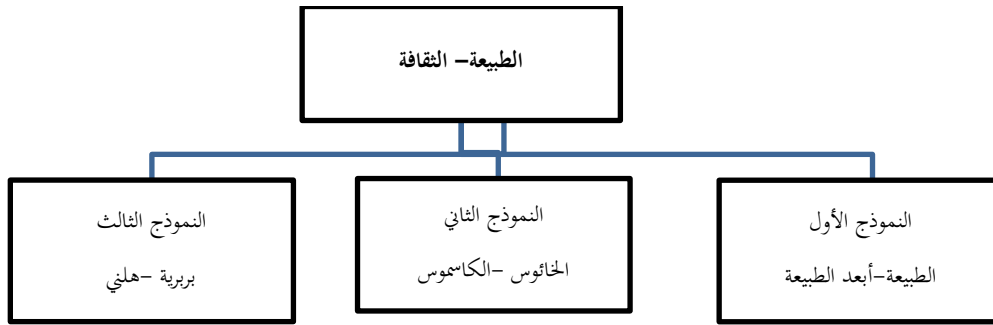 الطبيعة– الثقافة
النموذج الأول
الطبيعة–أبعد الطبيعة
النموذج الثاني
الخائوس –الكاسموس
النموذج الثالث
بربرية –هلني